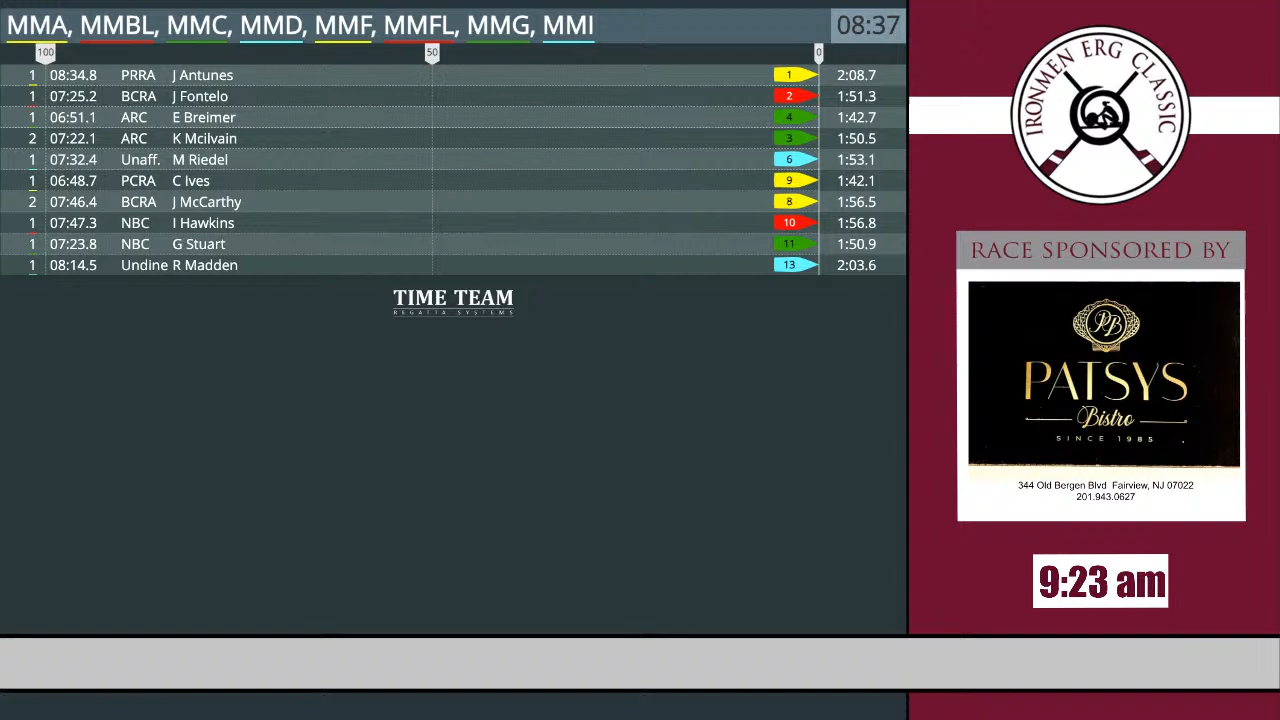 MMA, MMBL, MMC, MMD, MMF, MMFL, MMG, MMI 08:37
100 50 0
1 08:34.8 PRRA J Antunes 1 2:08.7
1 07:25.2 BCRA J Fontelo 2 1:51.3
1 06:51.1 ARC E Breimer 4 1:42.7
2 07:22.1 ARC K Mcilvain 3 1:50.5
1 07:32.4 Unaff. M Riedel 6 1:53.1
1 06:48.7 PCRA C Ives 9 1:42.1
2 07:46.4 BCRA J McCarthy 8 1:56.5
1 07:47.3 NBC I Hawkins 10 1:56.8
1 07:23.8 NBC G Stuart 11 1:50.9
1 08:14.5 Undine R Madden 13 2:03.6
TIME TEAM
REGATTA SYSTEMS
IRONMEN ERG CLASSIC
RACE SPONSORED BY
PB
PATSYS
Bistro
SINCE 1985
344 Old Bergen Blvd Fairview, NJ 07022
201.943.0627
9:23 am